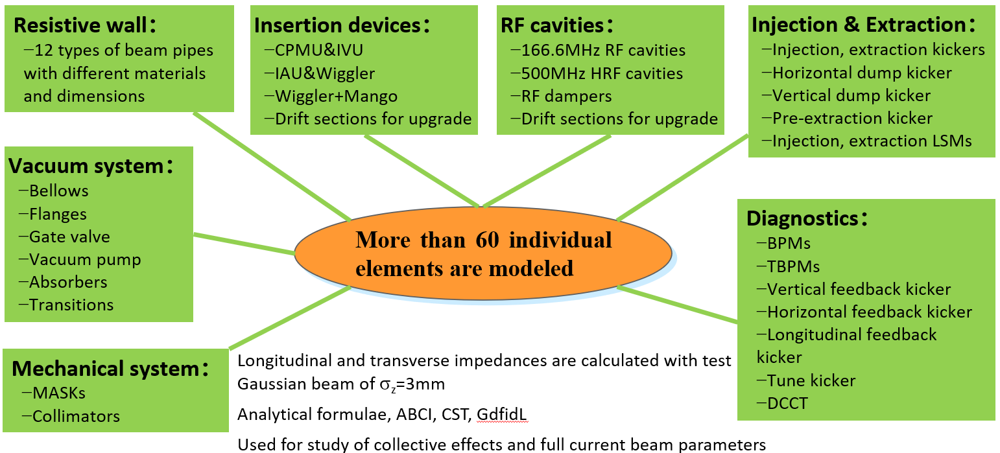 Resistive wall：
–12 types of beam pipes
with different materials
and dimensions
Insertion devices：
–CPMU&IVU
–IAU&Wiggler
–Wiggler+Mango
–Drift sections for upgrade
RF cavities：
–166.6MHz RF cavities
–500MHz HRF cavities
–RF dampers
–Drift sections for upgrade
Injection & Extraction：
–Injection, extraction kickers
–Horizontal dump kicker
–Vertical dump kicker
–Pre-extraction kicker
–Injection, extraction LSMs
Vacuum system：
–Bellows
–Flanges
–Gate valve
–Vacuum pump
–Absorbers
–Transitions
More than 60 individual
elements are modeled
Diagnostics：
–BPMs
–TBPMs
–Vertical feedback kicker
–Horizontal feedback kicker
–Longitudinal feedback
kicker
–Tune kicker
–DCCT
Mechanical system：
–MASKs
–Collimators
Longitudinal and transverse impedances are calculated with test
Gaussian beam of σz=3mm
Analytical formulae, ABCI, CST, GdfidL
Used for study of collective effects and full current beam parameters